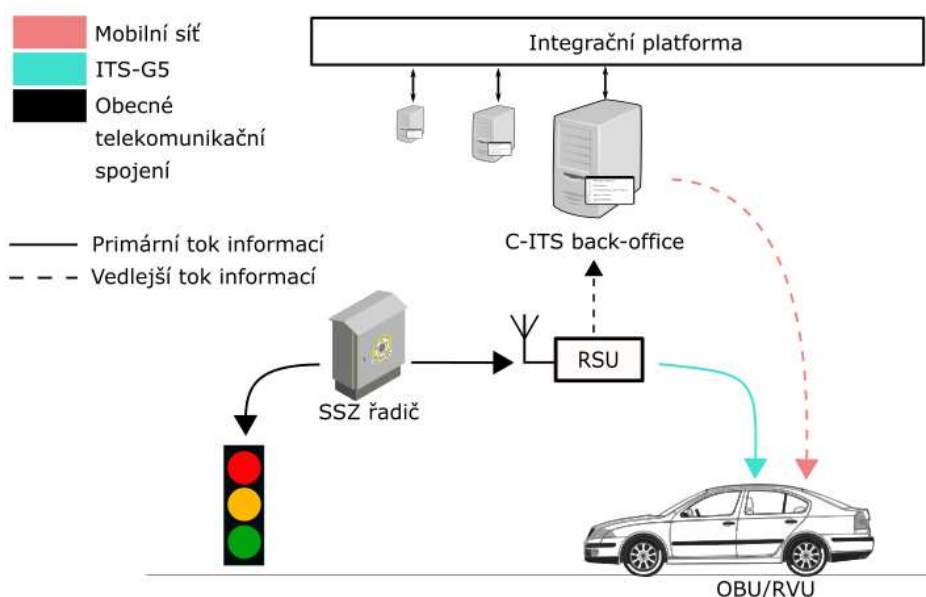 Mobilní síť
ITS-G5
Obecné
telekomunikační
spojení
Primární tok informací
Vedlejší tok informací
Integrační platforma
C-ITS back-office
SSZ řadič
RSU
OBU/RVU